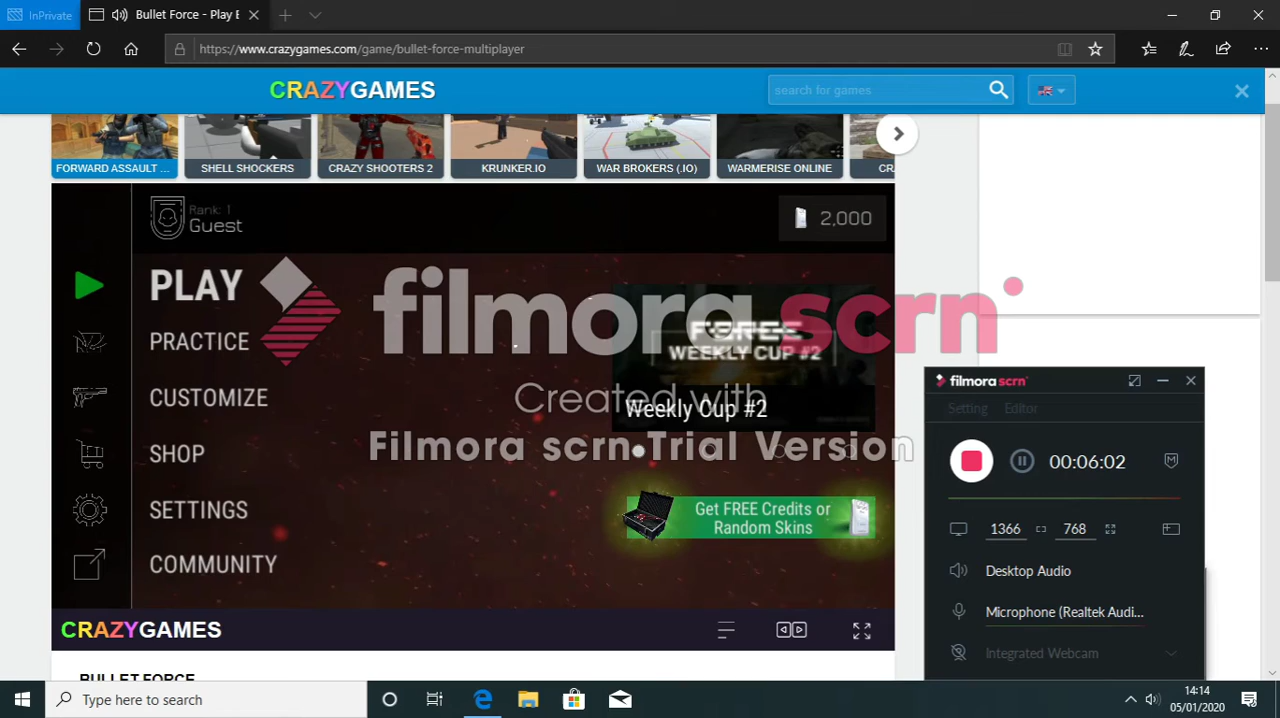 InPrivate
Bullet Force - Play B
https://www.crazygames.com/game/bullet-force-multiplayer
CRAZYGAMES
search for games
FORWARD ASSAULT ...
SHELL SHOCKERS
CRAZY SHOOTERS 2
KRUNKER.IO
WAR BROKERS (.IO)
WARMERISE ONLINE
CR
Rank: 1
Guest
2,000
PLAY
PRACTICE
CUSTOMIZE
SHOP
SETTINGS
COMMUNITY
filmora scrn
Created with
Filmora scrn Trial Version
FORCE
WEEKLY CUP #2
Weekly Cup #2
Get FREE Credits or
Random Skins
filmora scrn
Setting Editor
00:06:02
1366 768
Desktop Audio
Microphone (Realtek Audi...
Integrated Webcam
CRAZYGAMES
BULLET FORCE
Type here to search
14:14
05/01/2020